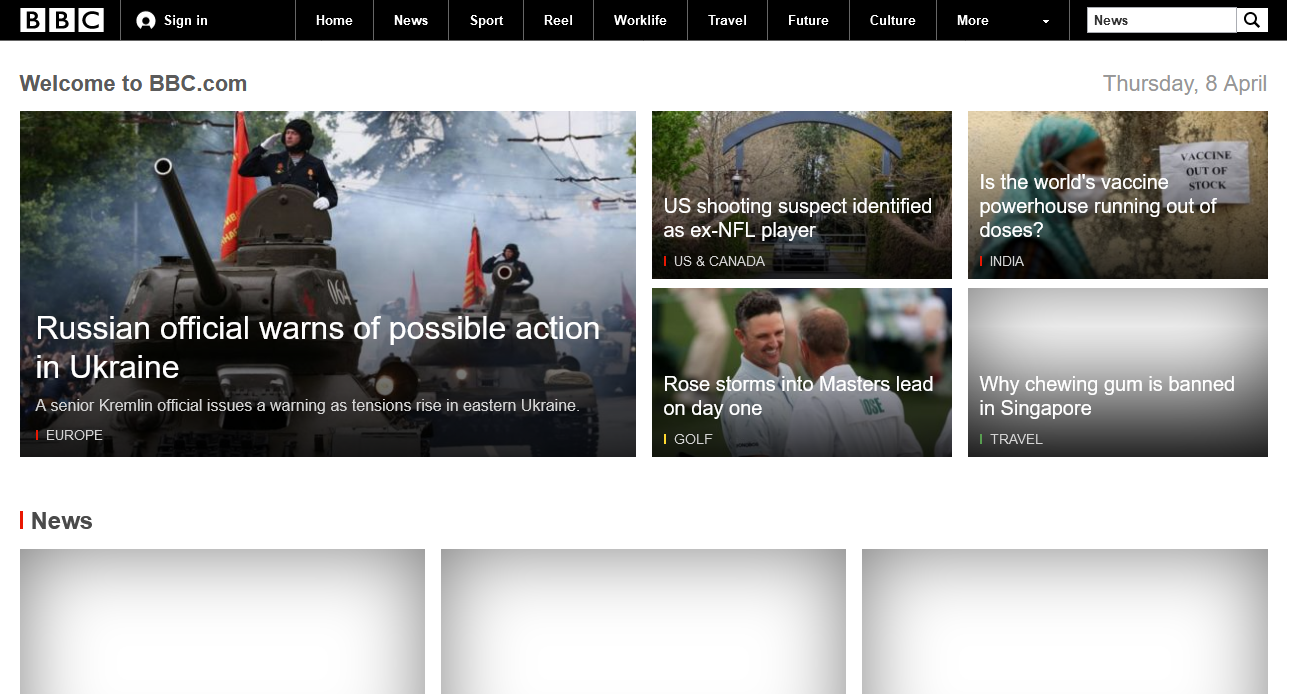 BBC
Sign in
Home
News
Sport
Reel
Worklife
Travel
Future
Culture
More
News
Welcome to BBC.com
Thursday, 8 April
064
Russian official warns of possible action
in Ukraine
A senior Kremlin official issues a warning as tensions rise in eastern Ukraine.
EUROPE
US shooting suspect identified
as ex-NFL player
US & CANADA
VACCINE
OUT OF
STOCK
Is the world's vaccine
powerhouse running out of
doses?
INDIA
Rose storms into Masters lead
on day one
ROSE
GOLF
Why chewing gum is banned
in Singapore
TRAVEL
News